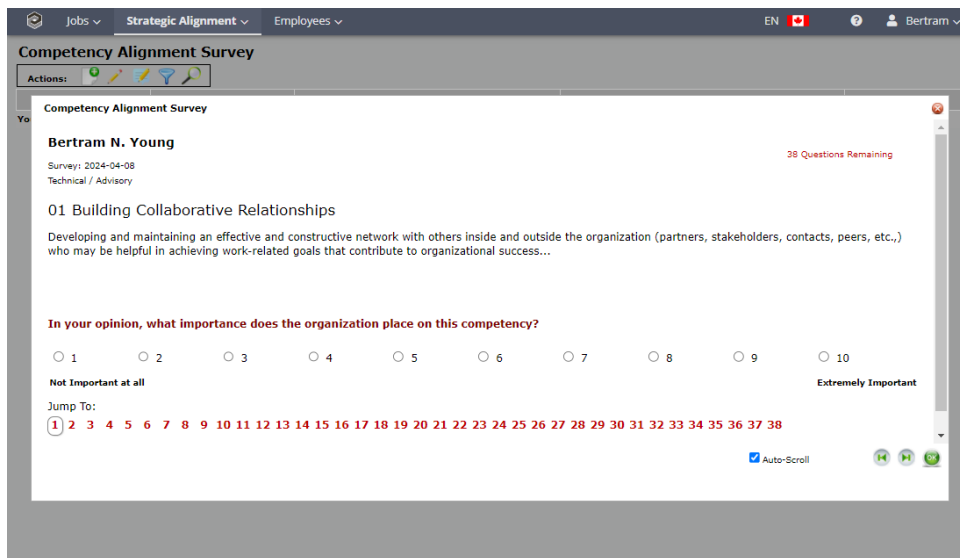 Jobs Strategic Alignment Employees EN Bertram
Competency Alignment Survey
Actions:
Yo
Competency Alignment Survey
Bertram N. Young
38 Questions Remaining
Survey: 2024-04-08
Technical / Advisory
01 Building Collaborative Relationships
Developing and maintaining an effective and constructive network with others inside and outside the organization (partners, stakeholders, contacts, peers, etc.,)
who may be helpful in achieving work-related goals that contribute to organizational success...
In your opinion, what importance does the organization place on this competency?
1 2 3 4 5 6 7 8 9 10
Not Important at all Extremely Important
Jump To:
1 2 3 4 5 6 7 8 9 10 11 12 13 14 15 16 17 18 19 20 21 22 23 24 25 26 27 28 29 30 31 32 33 34 35 36 37 38
Auto-Scroll OK